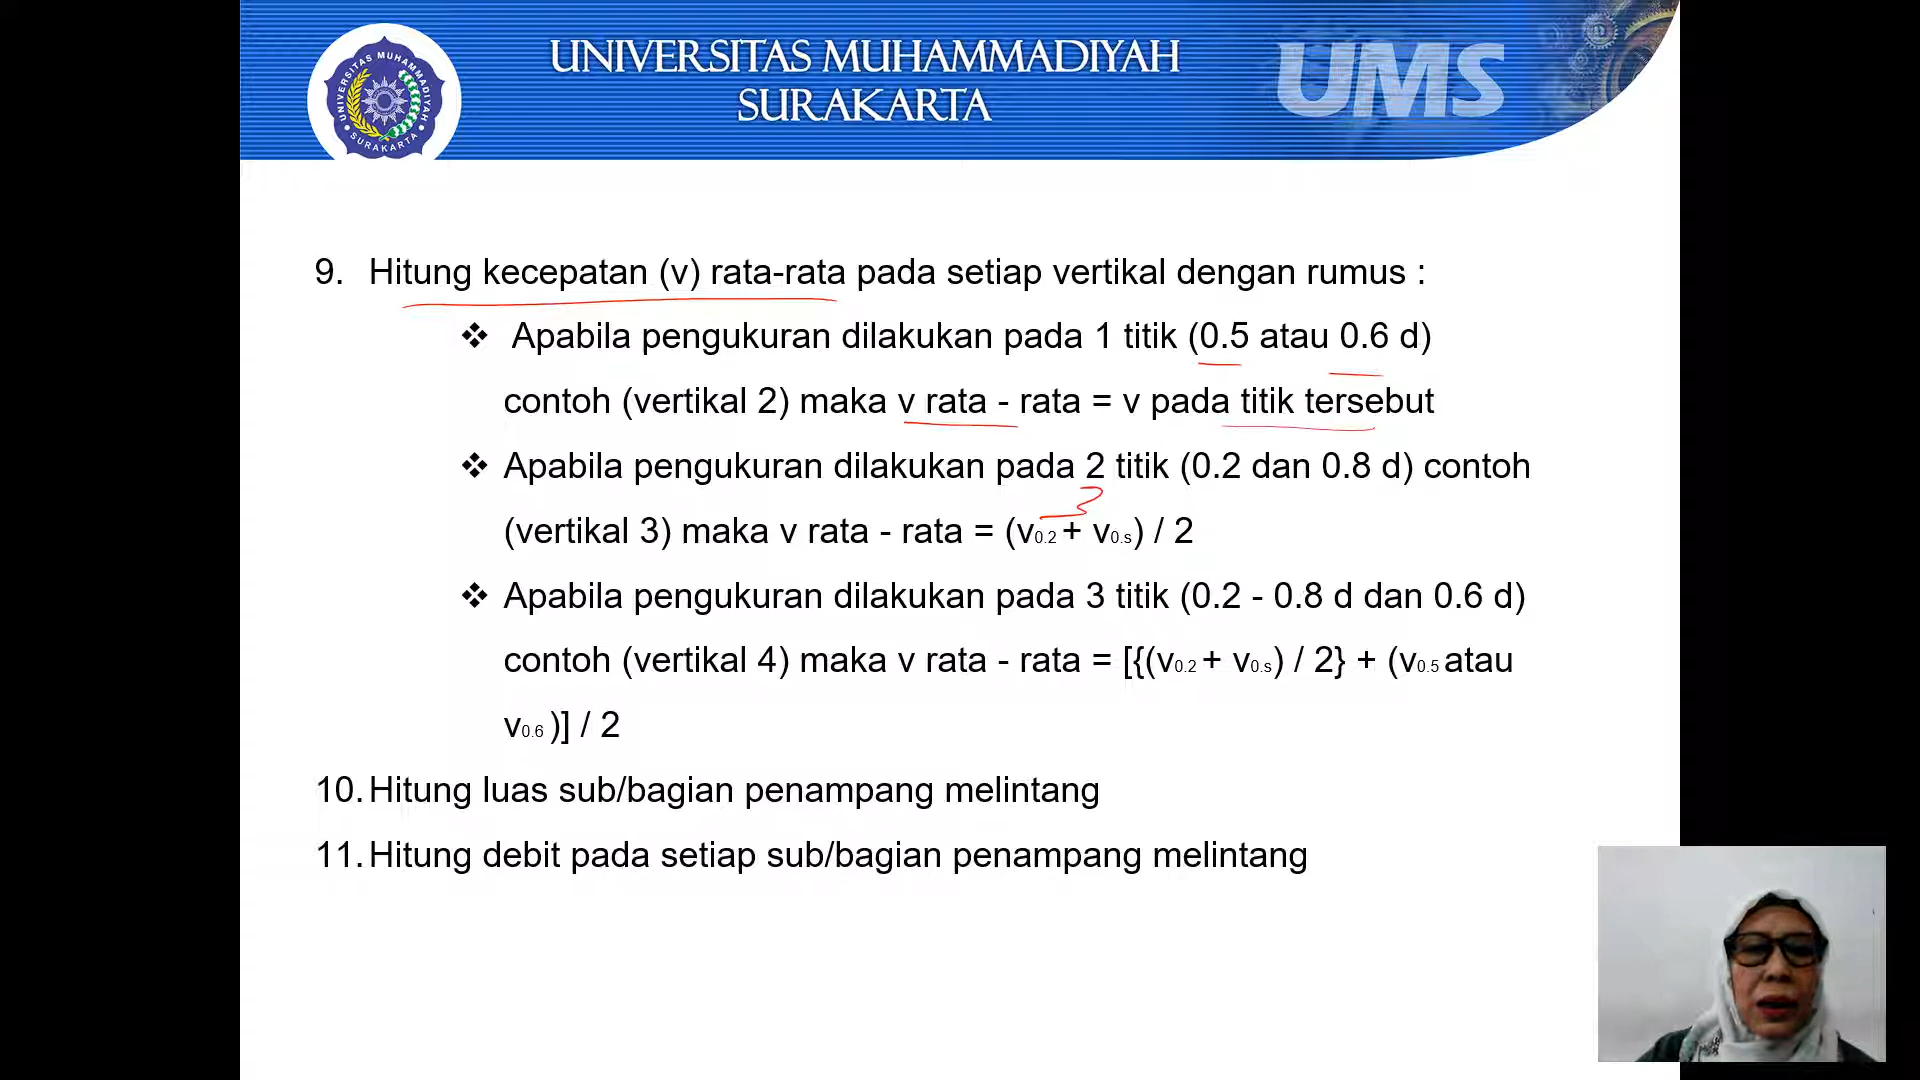 UNIVERSITAS MUHAMMADIYAH
SURAKARTA
UMS
UNIVERSITAS MUHAMMADIYAH
SURAKARTA
9. Hitung kecepatan (v) rata-rata pada setiap vertikal dengan rumus :
❖ Apabila pengukuran dilakukan pada 1 titik (0.5 atau 0.6 d)
contoh (vertikal 2) maka v rata - rata = v pada titik tersebut
❖ Apabila pengukuran dilakukan pada 2 titik (0.2 dan 0.8 d) contoh
(vertikal 3) maka v rata - rata = (v0.2 + v0.s) / 2
❖ Apabila pengukuran dilakukan pada 3 titik (0.2 - 0.8 d dan 0.6 d)
contoh (vertikal 4) maka v rata - rata = [{(v0.2 + v0.s) / 2} + (v0.5 atau
v0.6 )] / 2
10. Hitung luas sub/bagian penampang melintang
11. Hitung debit pada setiap sub/bagian penampang melintang